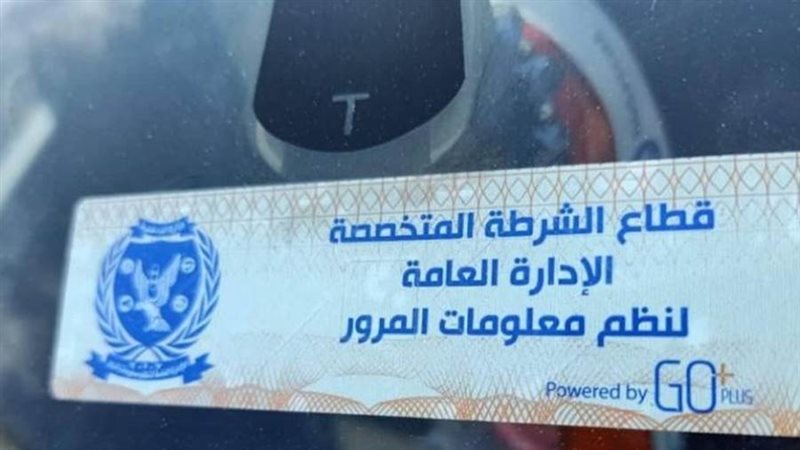 T
قطاع الشرطة المتخصصة
الإدارة العامة
لنظم معلومات المرور
Powered by GO+ PLUS